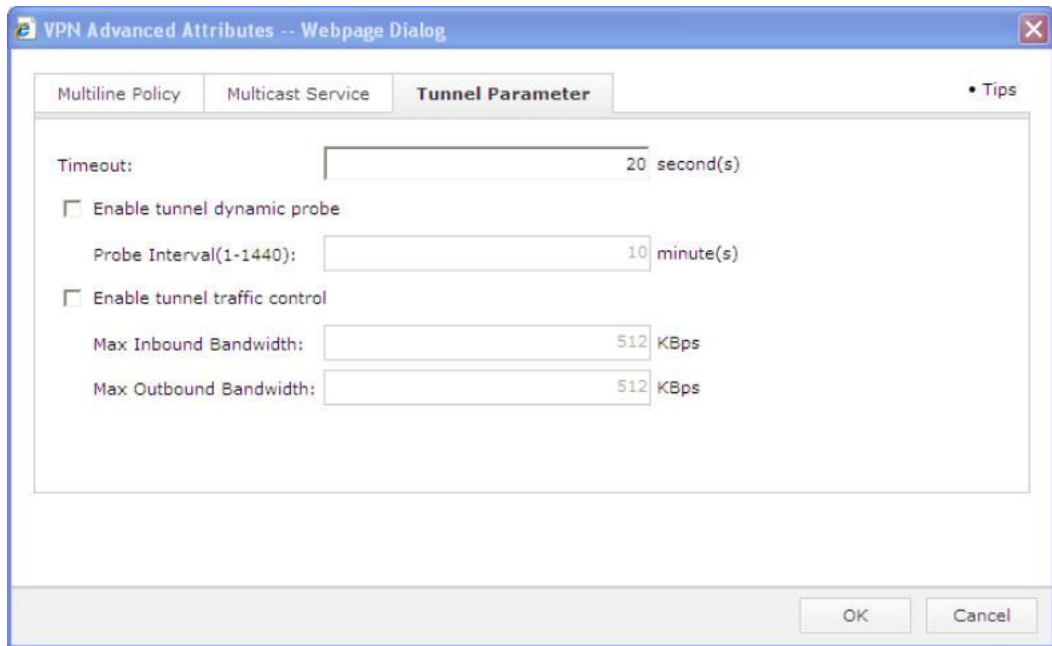 VPN Advanced Attributes -- Webpage Dialog
Multiline Policy Multicast Service Tunnel Parameter • Tips
Timeout: 20 second(s)
Enable tunnel dynamic probe
Probe Interval(1-1440): 10 minute(s)
Enable tunnel traffic control
Max Inbound Bandwidth: 512 KBps
Max Outbound Bandwidth: 512 KBps
OK Cancel